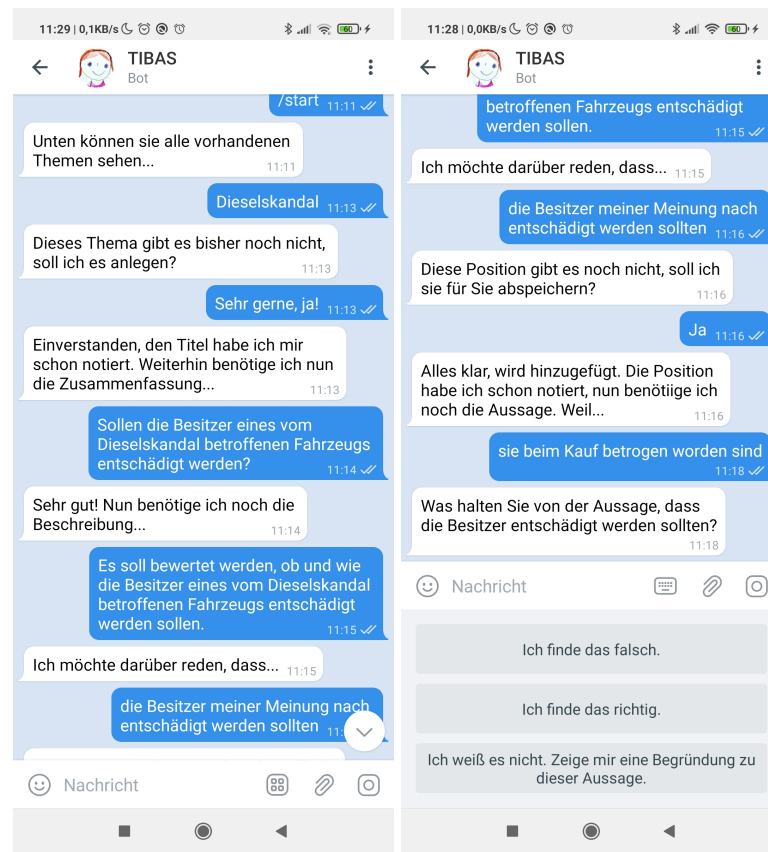 11:29 | 0,1KB/s
60
TIBAS
Bot
/start 11:11
Unten können sie alle vorhandenen
Themen sehen... 11:11
Dieselskandal 11:13
Dieses Thema gibt es bisher noch nicht,
soll ich es anlegen? 11:13
Sehr gerne, ja! 11:13
Einverstanden, den Titel habe ich mir
schon notiert. Weiterhin benötige ich nun
die Zusammenfassung... 11:13
Sollen die Besitzer eines vom
Dieselskandal betroffenen Fahrzeugs
entschädigt werden? 11:14
Sehr gut! Nun benötige ich noch die
Beschreibung... 11:14
Es soll bewertet werden, ob und wie
die Besitzer eines vom Dieselskandal
betroffenen Fahrzeugs entschädigt
werden sollen. 11:15
Ich möchte darüber reden, dass... 11:15
die Besitzer meiner Meinung nach
entschädigt werden sollten
Nachricht
11:28 | 0,0KB/s
60
TIBAS
Bot
betroffenen Fahrzeugs entschädigt
werden sollen. 11:15
Ich möchte darüber reden, dass... 11:15
die Besitzer meiner Meinung nach
entschädigt werden sollten 11:16
Diese Position gibt es noch nicht, soll ich
sie für Sie abspeichern? 11:16
Ja 11:16
Alles klar, wird hinzugefügt. Die Position
habe ich schon notiert, nun benötiige ich
noch die Aussage. Weil... 11:16
sie beim Kauf betrogen worden sind
11:18
Was halten Sie von der Aussage, dass
die Besitzer entschädigt werden sollten?
11:18
Nachricht
Ich finde das falsch.
Ich finde das richtig.
Ich weiß es nicht. Zeige mir eine Begründung zu
dieser Aussage.